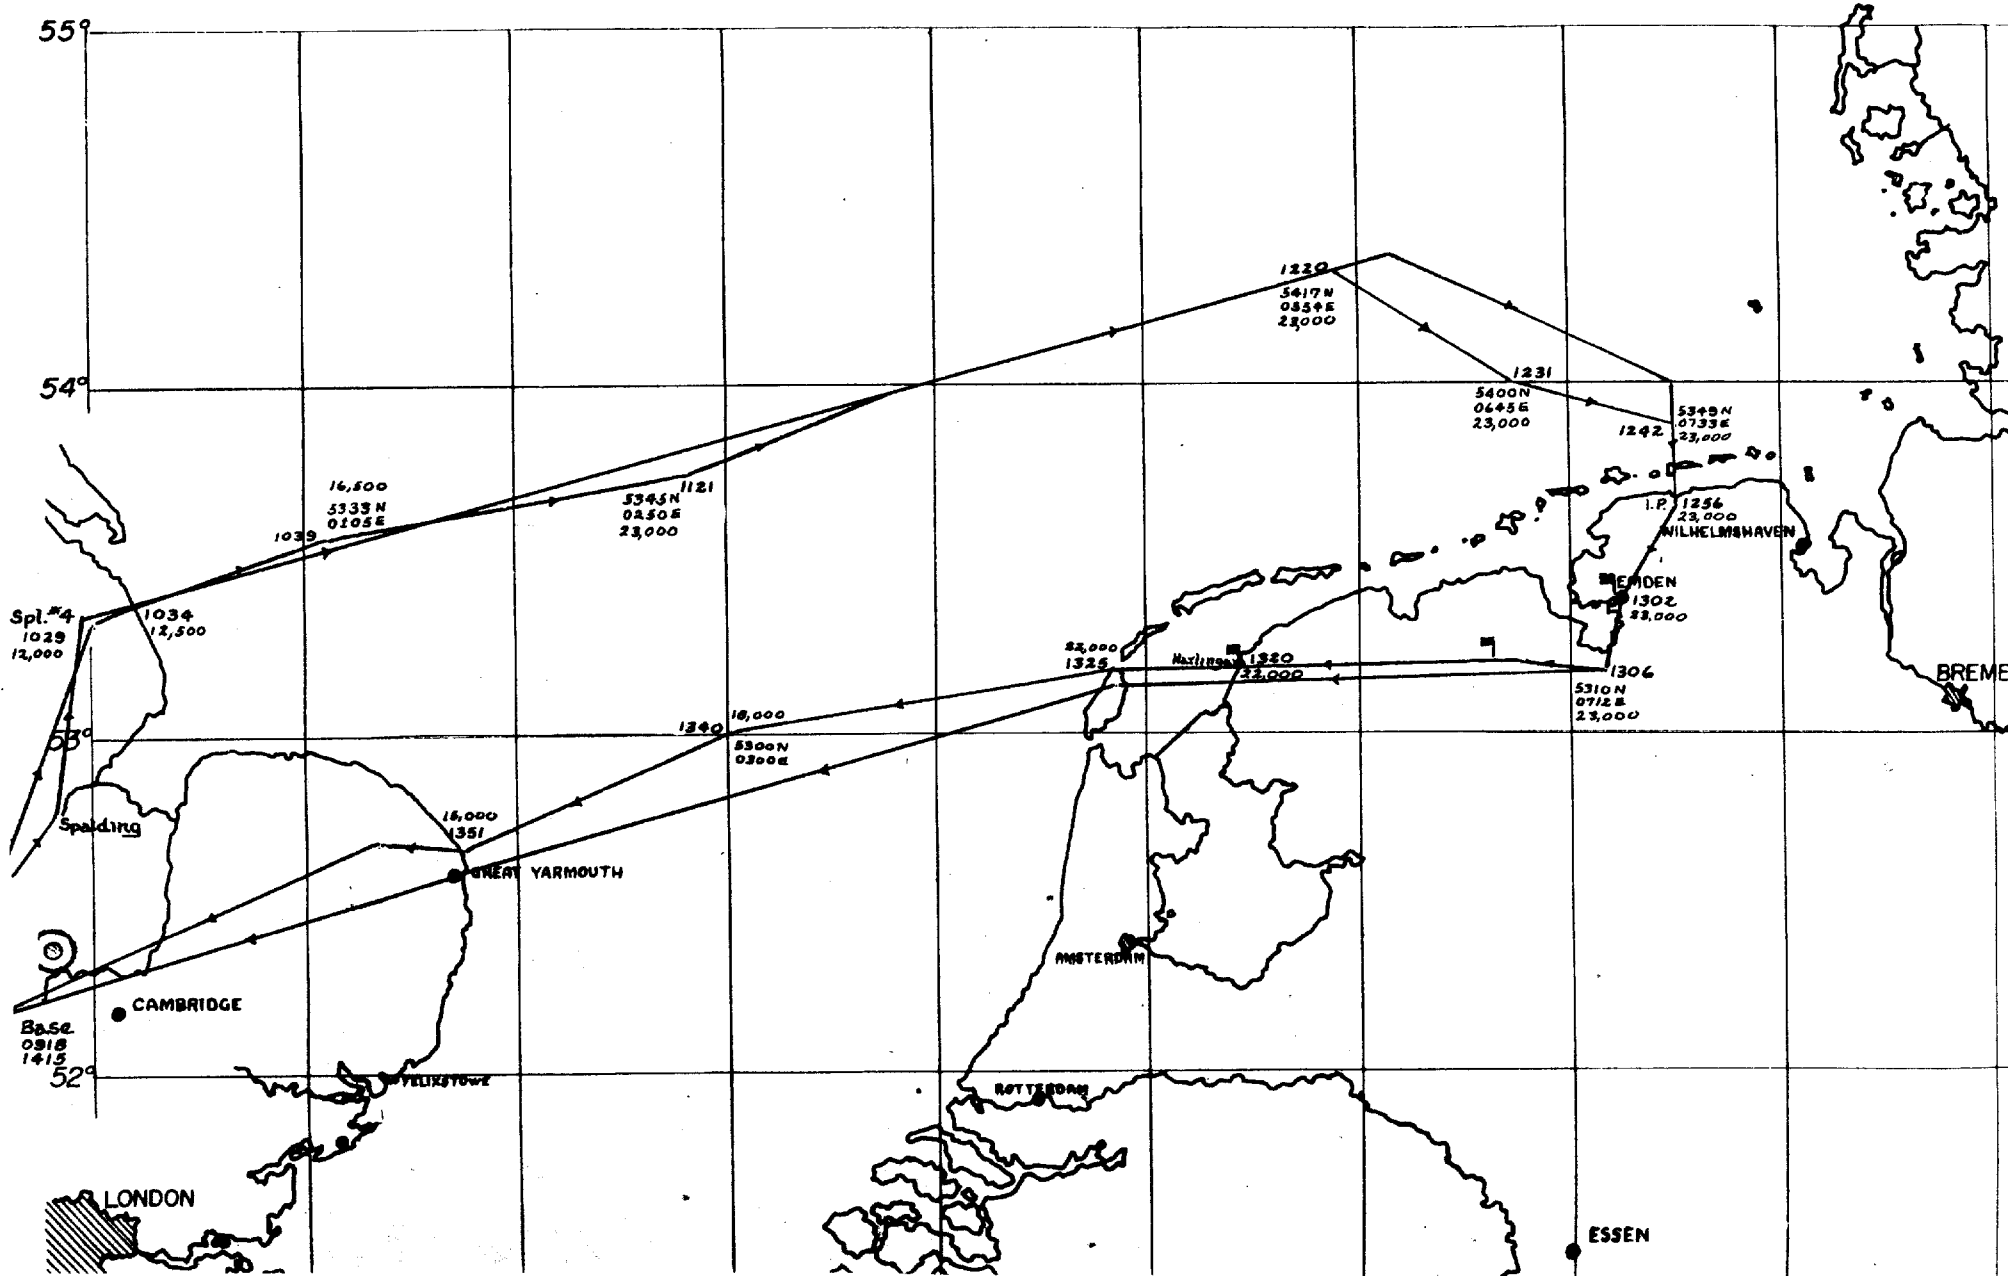 55°
1220
5417N
0554E
23,000
54°
1231
5400N
0645E
23,000
5349N
0733E
23,000
1242
16,500
5333N
0105E
1039
1121
5345N
0250E
23,000
I.P. 1256
23,000
WILHELMSHAVEN
EMDEN
1302
23,000
Spl.#4
1029
12,000
1034
12,500
22,000
1325
Harlingen
1320
22,000
1306
5310N
0712E
23,000
BREME
53°
18,000
1340
5300N
0300E
Spalding
15,000
1351
GREAT YARMOUTH
AMSTERDAM
CAMBRIDGE
Base
0918
1415
52°
FELIXSTOWE
ROTTERDAM
LONDON
ESSEN